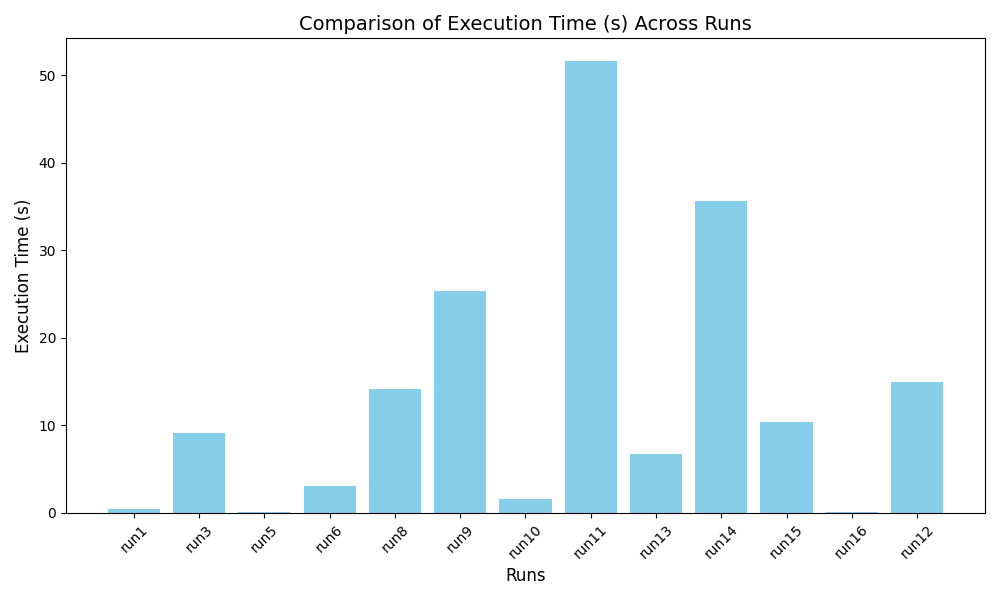 Comparison of Execution Time (s) Across Runs
Execution Time (s)
50
40
30
20
10
0
run1
run3
run5
run6
run8
run9
run10
run11
run13
run14
run15
run16
run12
Runs